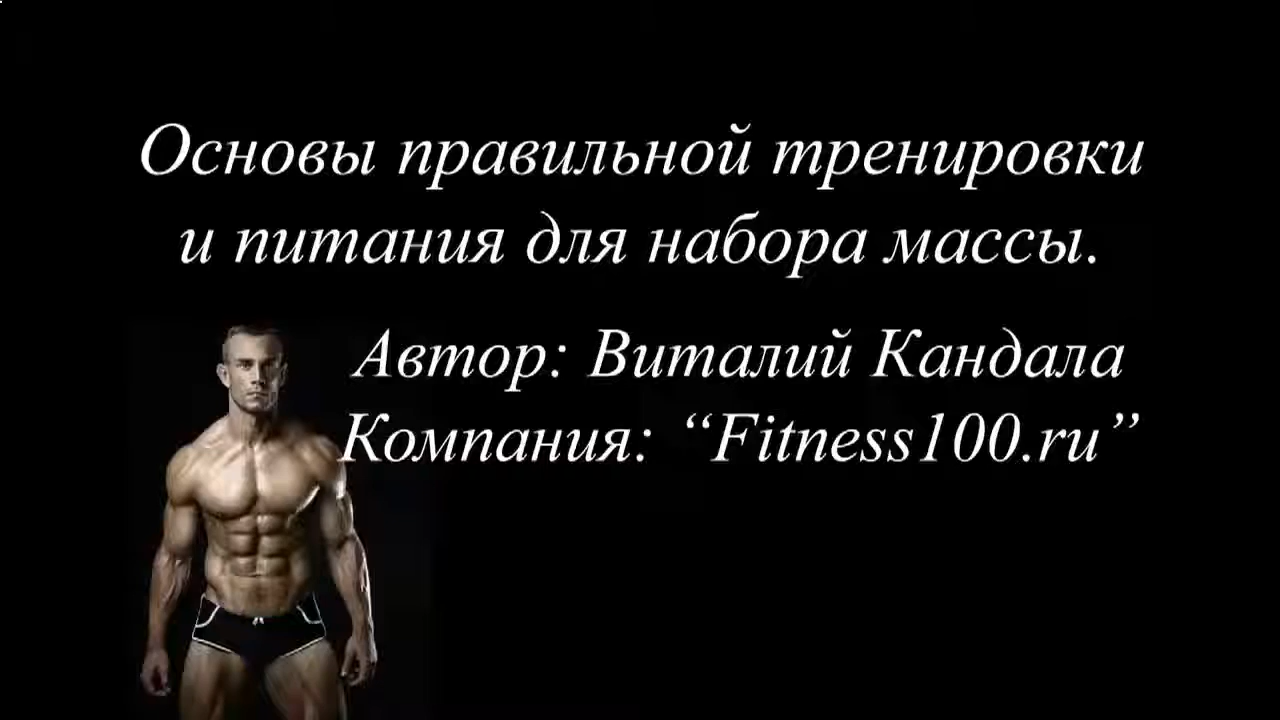 Основы правильной тренировки
и питания для набора массы.
Автор: Виталий Кандала
Компания: “Fitness100.ru”